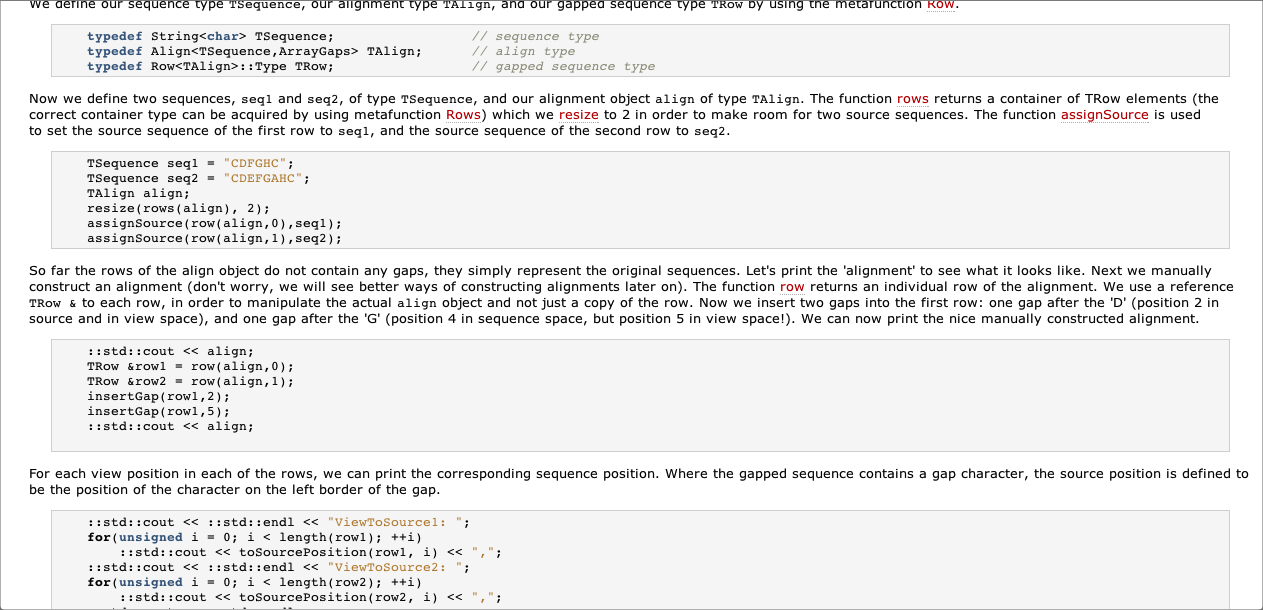 We define our sequence type TSequence, our alignment type TAlign, and our gapped sequence type TRow by using the metafunction Row.
typedef String<char> TSequence; // sequence type
typedef Align<TSequence,ArrayGaps> TAlign; // align type
typedef Row<TAlign>::Type TRow; // gapped sequence type
Now we define two sequences, seq1 and seq2, of type TSequence, and our alignment object align of type TAlign. The function rows returns a container of TRow elements (the
correct container type can be acquired by using metafunction Rows) which we resize to 2 in order to make room for two source sequences. The function assignSource is used
to set the source sequence of the first row to seq1, and the source sequence of the second row to seq2.
TSequence seq1 = "CDFGHC";
TSequence seq2 = "CDEFGAHC";
TAlign align;
resize(rows(align), 2);
assignSource(row(align,0),seq1);
assignSource(row(align,1),seq2);
So far the rows of the align object do not contain any gaps, they simply represent the original sequences. Let's print the 'alignment' to see what it looks like. Next we manually
construct an alignment (don't worry, we will see better ways of constructing alignments later on). The function row returns an individual row of the alignment. We use a reference
TRow & to each row, in order to manipulate the actual align object and not just a copy of the row. Now we insert two gaps into the first row: one gap after the 'D' (position 2 in
source and in view space), and one gap after the 'G' (position 4 in sequence space, but position 5 in view space!). We can now print the nice manually constructed alignment.
::std::cout << align;
TRow &row1 = row(align,0);
TRow &row2 = row(align,1);
insertGap(row1,2);
insertGap(row1,5);
::std::cout << align;
For each view position in each of the rows, we can print the corresponding sequence position. Where the gapped sequence contains a gap character, the source position is defined to
be the position of the character on the left border of the gap.
::std::cout << ::std::endl << "ViewToSource1: ";
for(unsigned i = 0; i < length(row1); ++i)
::std::cout << toSourcePosition(row1, i) << ",";
::std::cout << ::std::endl << "ViewToSource2: ";
for(unsigned i = 0; i < length(row2); ++i)
::std::cout << toSourcePosition(row2, i) << ",";